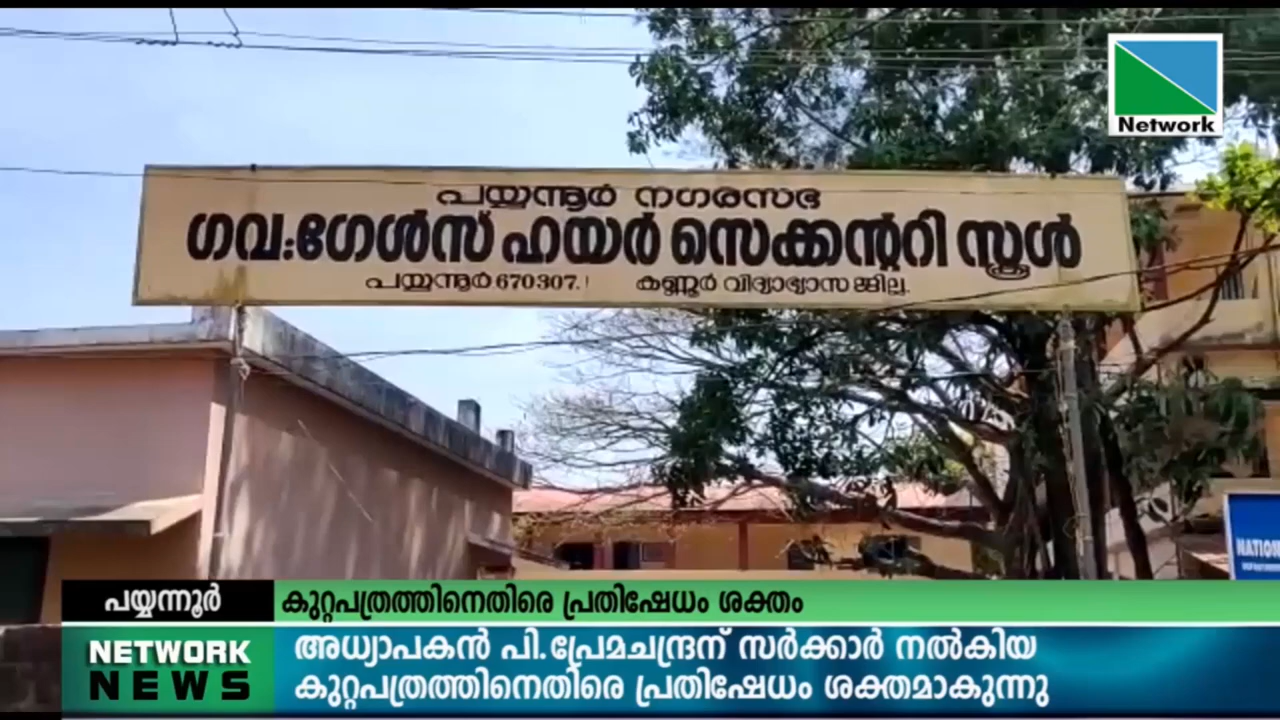 Network
പയ്യന്നൂർ നഗരസഭ
ഗവ:ഗേൾസ് ഹയർ സെക്കന്ററി സ്കൂൾ
പയ്യന്നൂർ 670307. കണ്ണൂർ വിദ്യാഭ്യാസ ജില്ല.
NATION
പയ്യന്നൂർ
കുറ്റപത്രത്തിനെതിരെ പ്രതിഷേധം ശക്തം
NETWORK NEWS
അധ്യാപകൻ പി.പ്രേമചന്ദ്രന് സർക്കാർ നൽകിയ
കുറ്റപത്രത്തിനെതിരെ പ്രതിഷേധം ശക്തമാകുന്നു